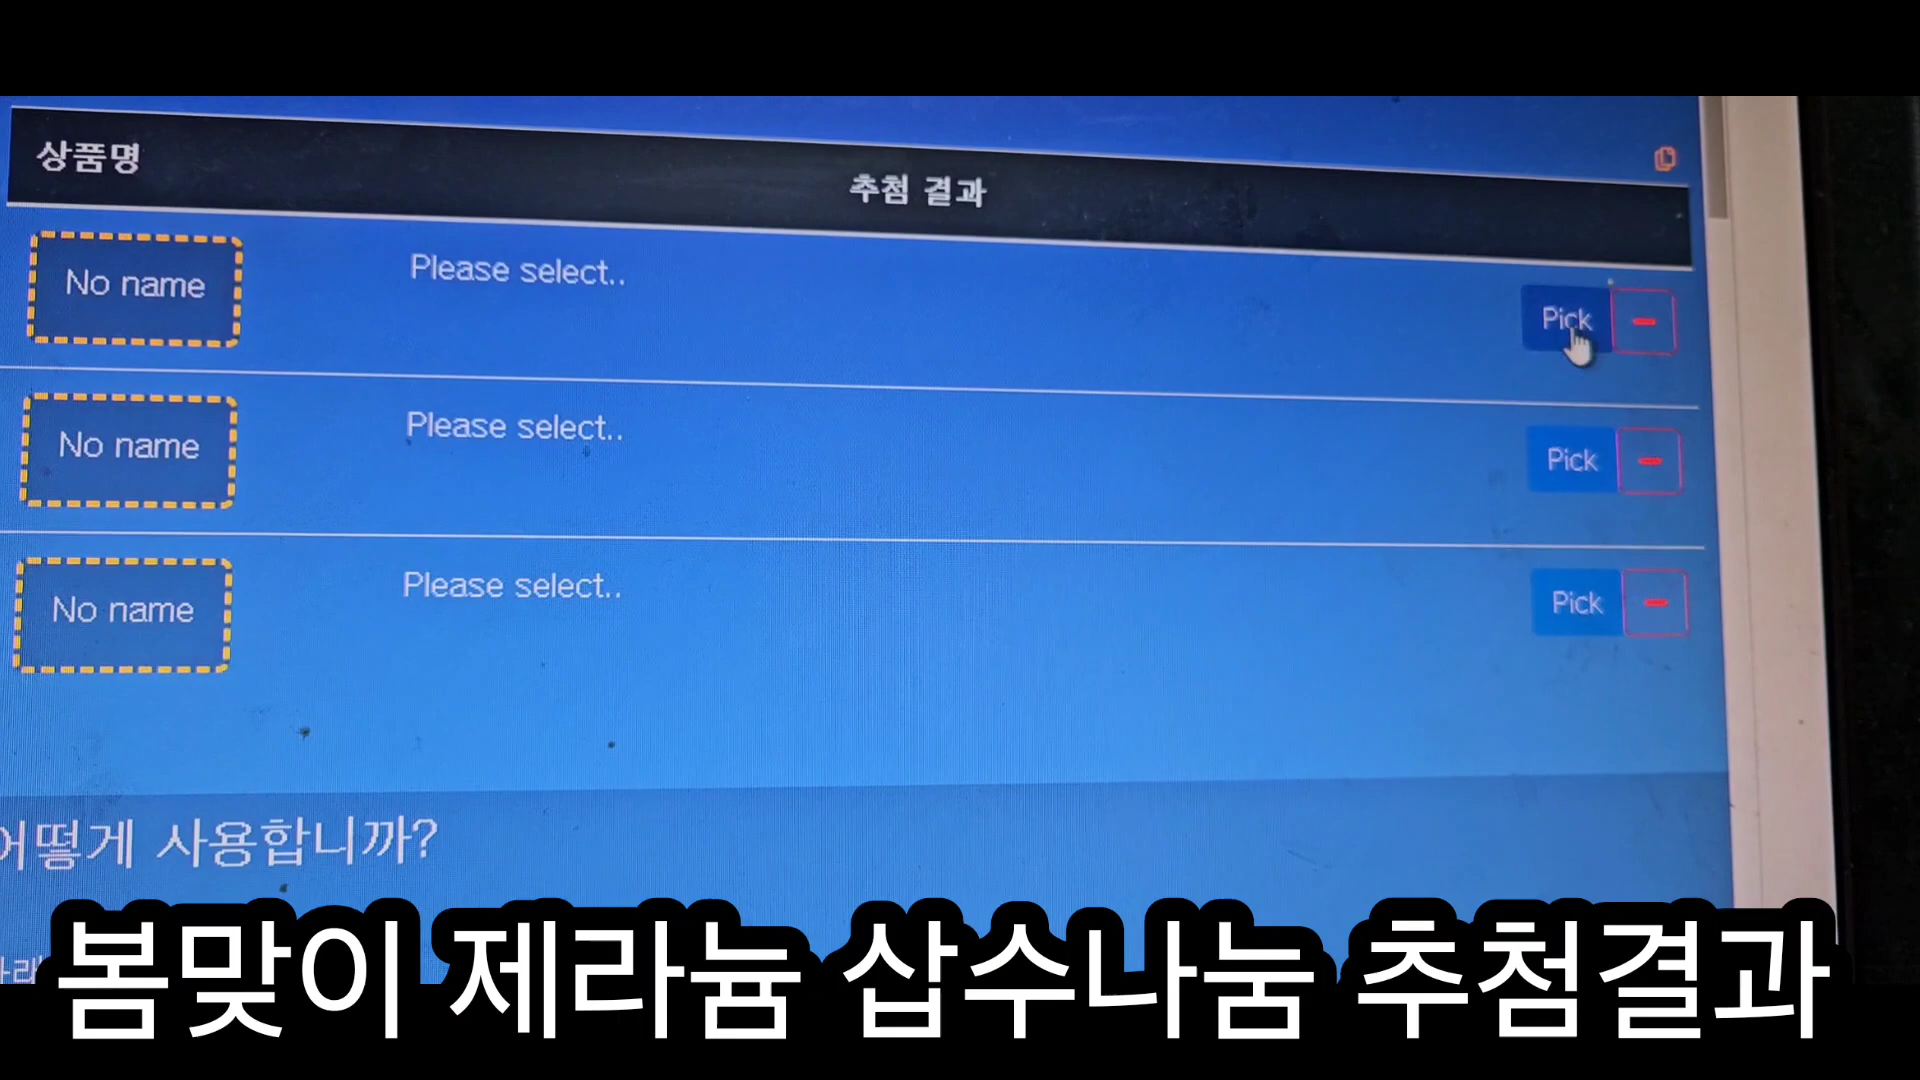 상품명
추첨 결과
No name
Please select..
Pick
No name
Please select..
Pick
No name
Please select..
Pick
어떻게 사용합니까?
봄맞이 제라늄 삽수나눔 추첨결과